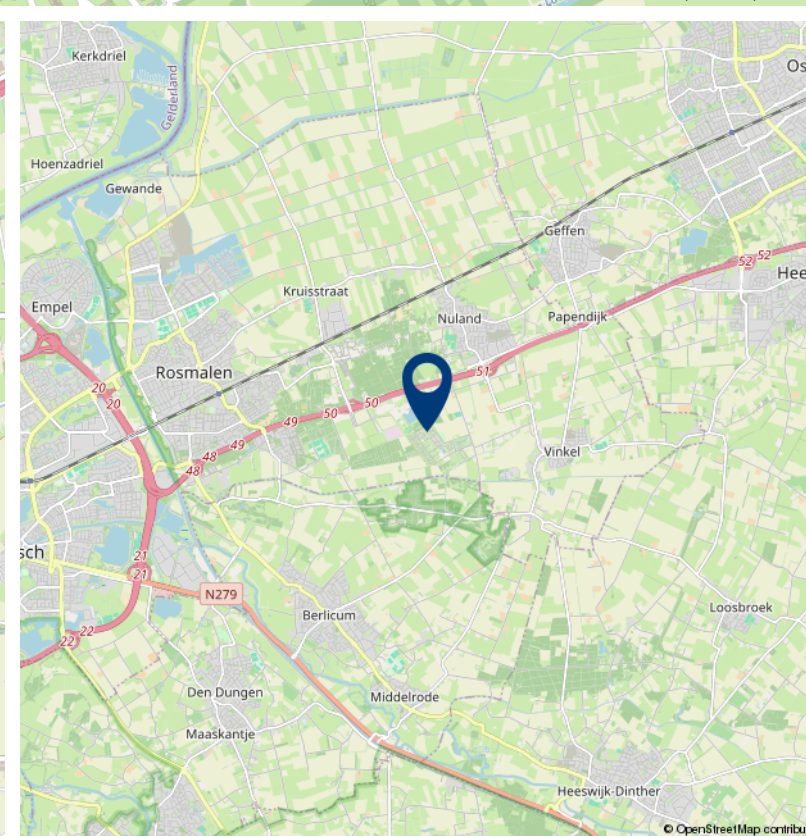 Kerkdriel
Os
Gelderland
Hoenzadriel
Gewande
Geffen
52
52
Hee
Kruisstraat
Empel
Nuland
Papendijk
Rosmalen
51
20
20
50
50
49
49
48
48
Vinkel
sch
21
21
N279
Berlicum
Loosbroek
22
22
Den Dungen
Middelrode
Maaskantje
Heeswijk-Dinther
© OpenStreetMap contribu